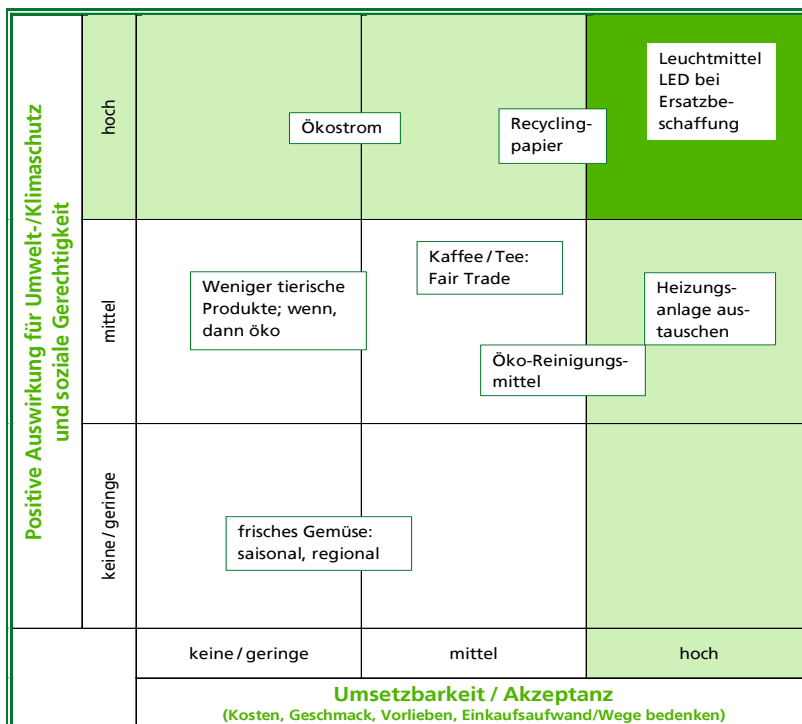 Positive Auswirkung für Umwelt-/Klimaschutz
und soziale Gerechtigkeit
hoch
Ökostrom
Recycling-
papier
Leuchtmittel
LED bei
Ersatzbe-
schaffung
mittel
Weniger tierische
Produkte; wenn,
dann öko
Kaffee / Tee:
Fair Trade
Öko-Reinigungs-
mittel
Heizungs-
anlage aus-
tauschen
keine / geringe
frisches Gemüse:
saisonal, regional
keine / geringe
mittel
hoch
Umsetzbarkeit / Akzeptanz
(Kosten, Geschmack, Vorlieben, Einkaufsaufwand/Wege bedenken)